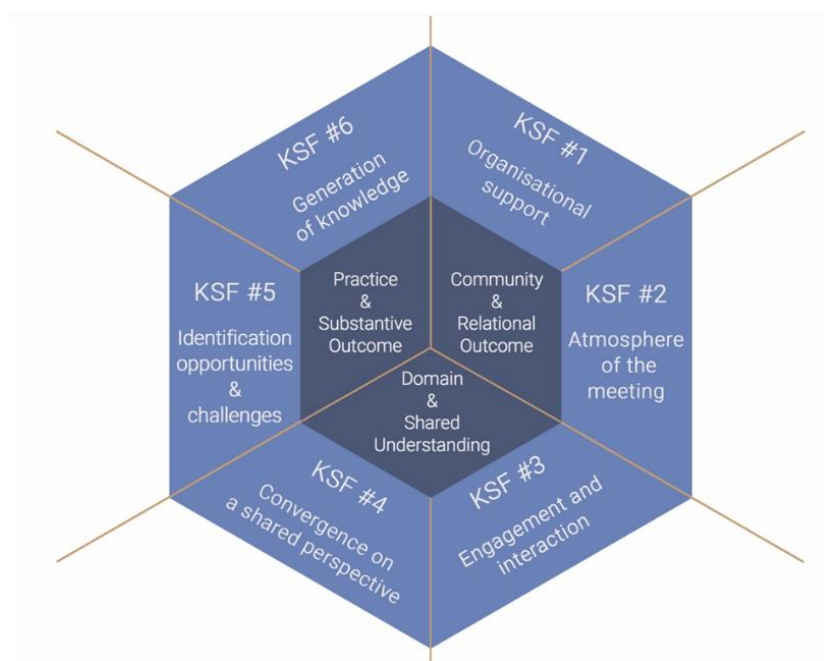 KSF #1
Organisational
support
KSF #2
Atmosphere
of the
meeting
KSF #3
Engagement and
interaction
KSF #4
Convergence on
a shared perspective
KSF #5
Identification
opportunities
&
challenges
KSF #6
Generation
of knowledge
Practice
&
Substantive
Outcome
Community
&
Relational
Outcome
Domain
&
Shared
Understanding